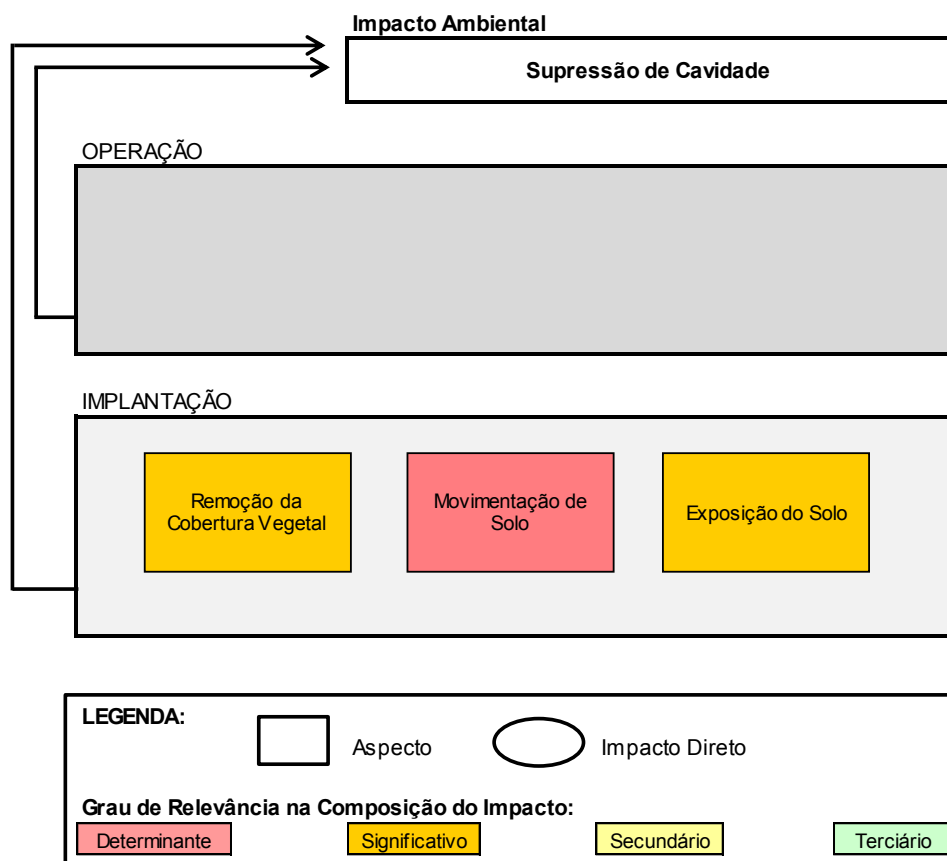 Impacto Ambiental
Supressão de Cavidade
OPERAÇÃO
IMPLANTAÇÃO
Remoção da
Cobertura Vegetal
Movimentação de
Solo
Exposição do Solo
LEGENDA:
Aspecto
Impacto Direto
Grau de Relevância na Composição do Impacto:
Determinante
Significativo
Secundário
Terciário